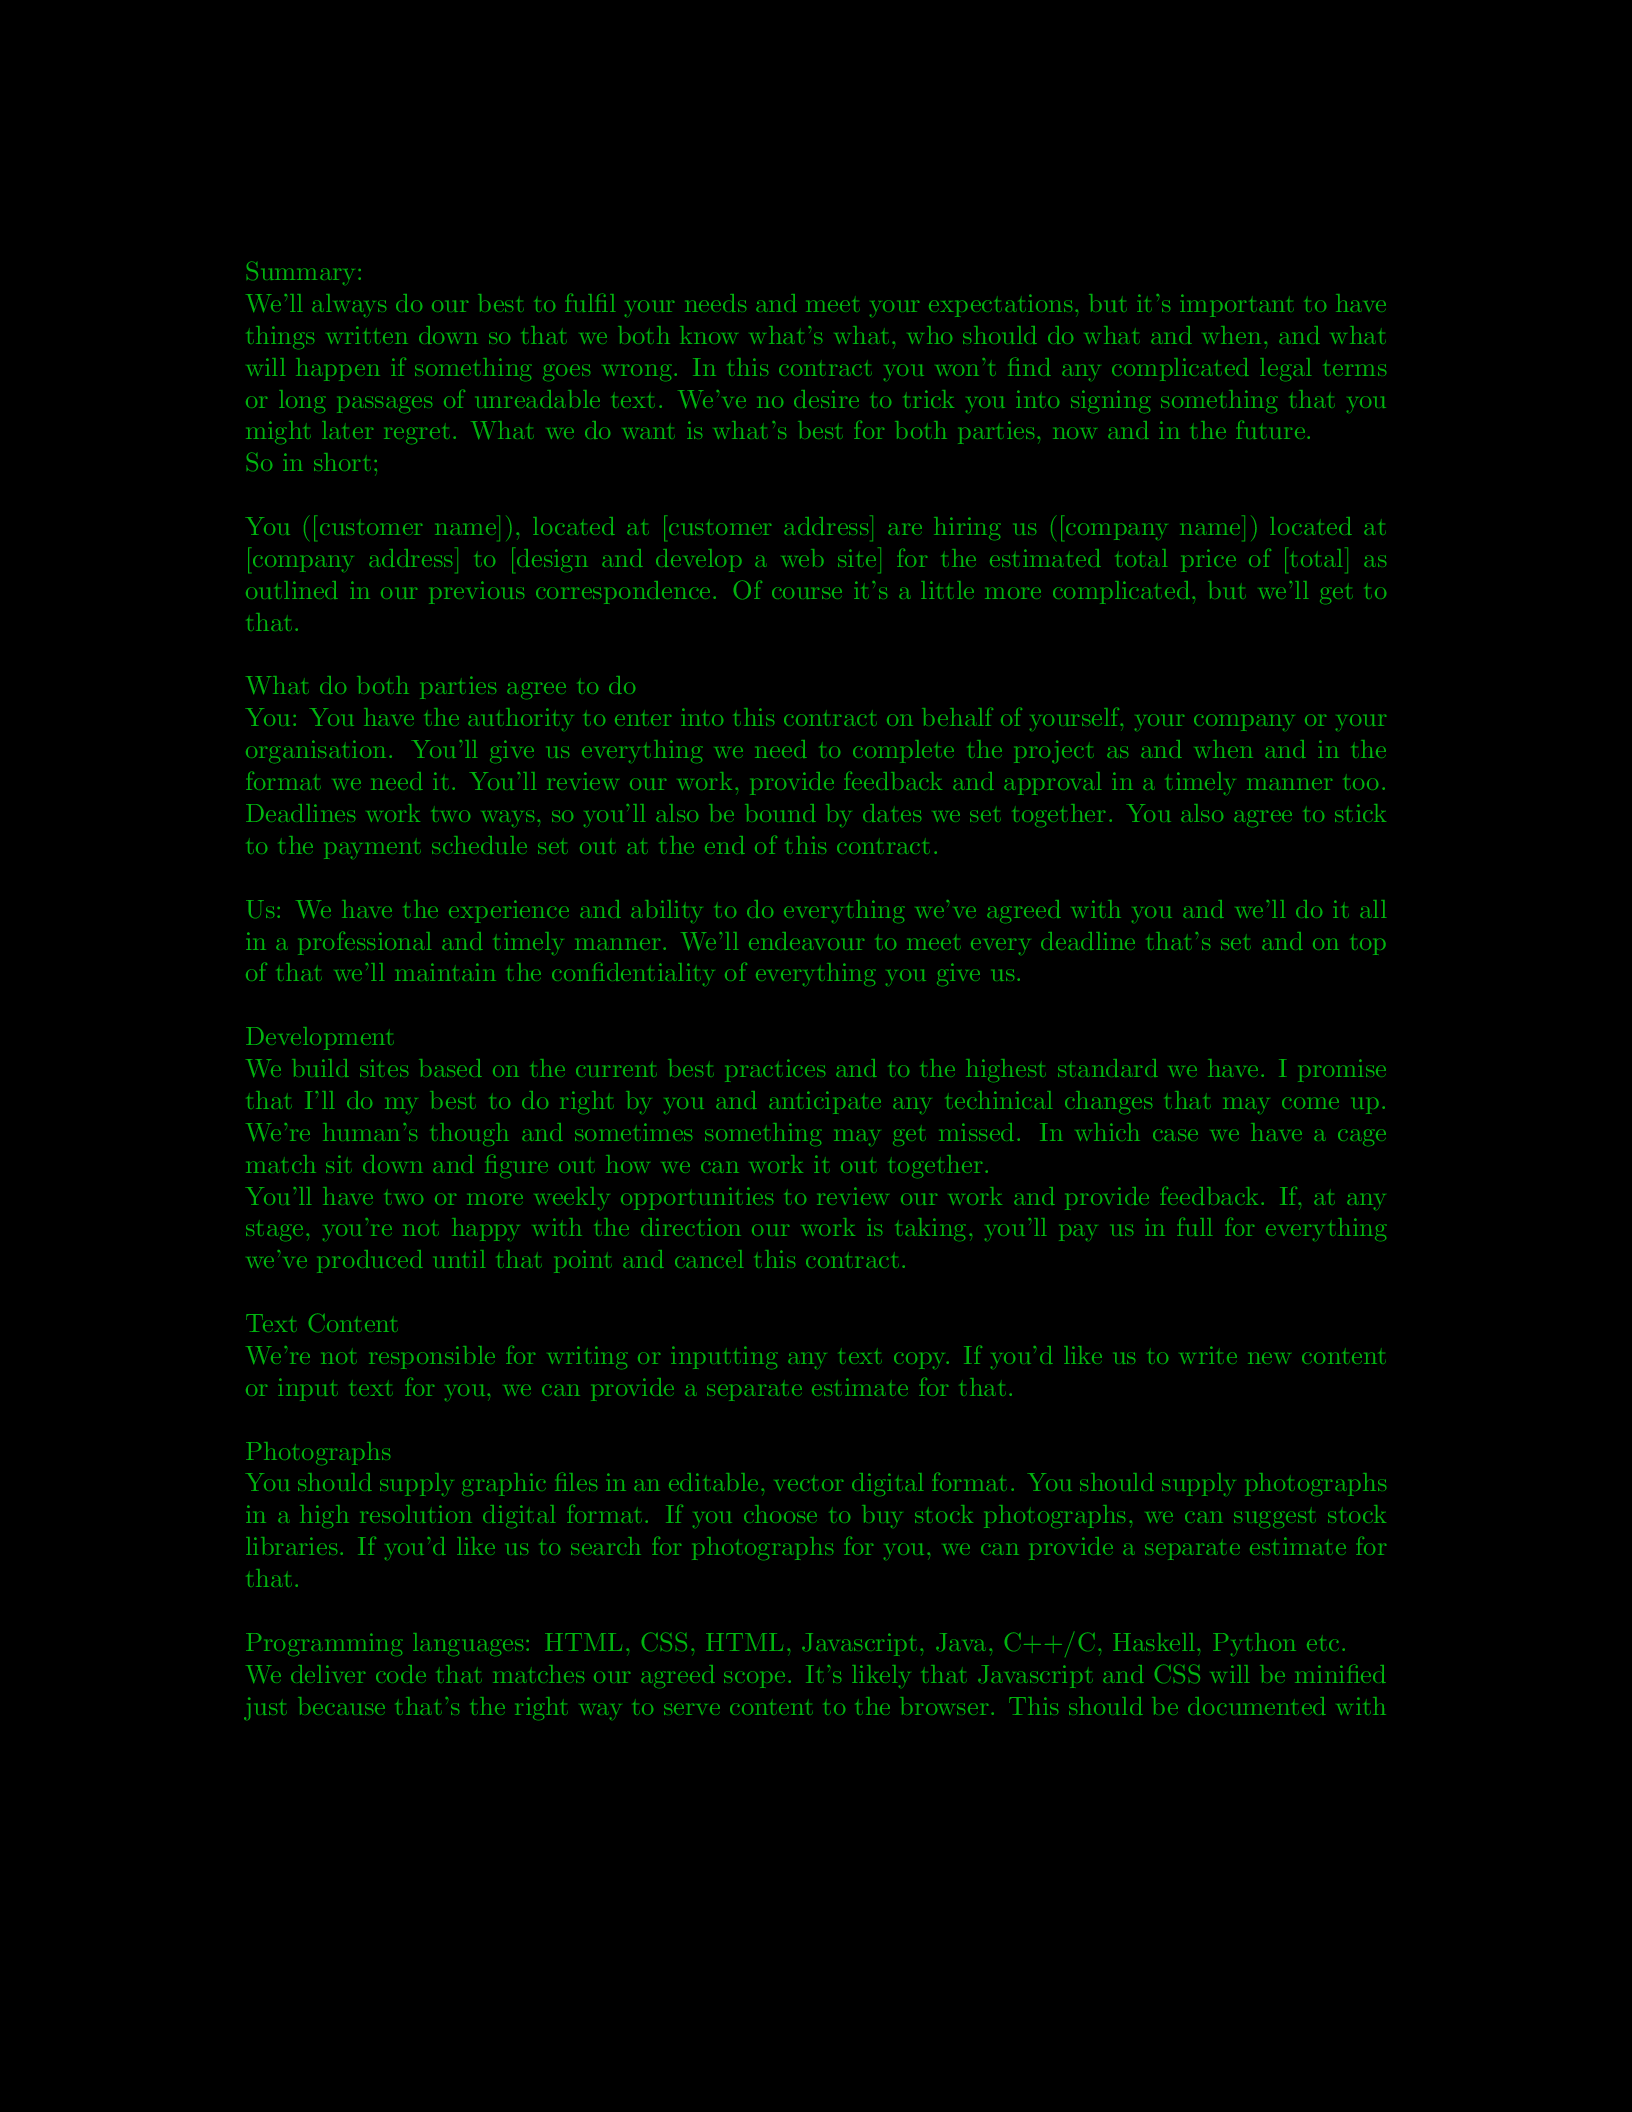 Summary:
We'll always do our best to fulfil your needs and meet your expectations, but it's important to have
things written down so that we both know what's what, who should do what and when, and what
will happen if something goes wrong. In this contract you won't find any complicated legal terms
or long passages of unreadable text. We've no desire to trick you into signing something that you
might later regret. What we do want is what's best for both parties, now and in the future.
So in short;
You ([customer name]), located at [customer address] are hiring us ([company name]) located at
[company address] to [design and develop a web site] for the estimated total price of [total] as
outlined in our previous correspondence. Of course it's a little more complicated, but we'll get to
that.
What do both parties agree to do
You: You have the authority to enter into this contract on behalf of yourself, your company or your
organisation. You'll give us everything we need to complete the project as and when and in the
format we need it. You'll review our work, provide feedback and approval in a timely manner too.
Deadlines work two ways, so you'll also be bound by dates we set together. You also agree to stick
to the payment schedule set out at the end of this contract.
Us: We have the experience and ability to do everything we've agreed with you and we'll do it all
in a professional and timely manner. We'll endeavour to meet every deadline that's set and on top
of that we'll maintain the confidentiality of everything you give us.
Development
We build sites based on the current best practices and to the highest standard we have. I promise
that I'll do my best to do right by you and anticipate any techinical changes that may come up.
We're human's though and sometimes something may get missed. In which case we have a cage
match sit down and figure out how we can work it out together.
You'll have two or more weekly opportunities to review our work and provide feedback. If, at any
stage, you're not happy with the direction our work is taking, you'll pay us in full for everything
we've produced until that point and cancel this contract.
Text Content
We're not responsible for writing or inputting any text copy. If you'd like us to write new content
or input text for you, we can provide a separate estimate for that.
Photographs
You should supply graphic files in an editable, vector digital format. You should supply photographs
in a high resolution digital format. If you choose to buy stock photographs, we can suggest stock
libraries. If you'd like us to search for photographs for you, we can provide a separate estimate for
that.
Programming languages: HTML, CSS, HTML, Javascript, Java, C++/C, Haskell, Python etc.
We deliver code that matches our agreed scope. It's likely that Javascript and CSS will be minified
just because that's the right way to serve content to the browser. This should be documented with